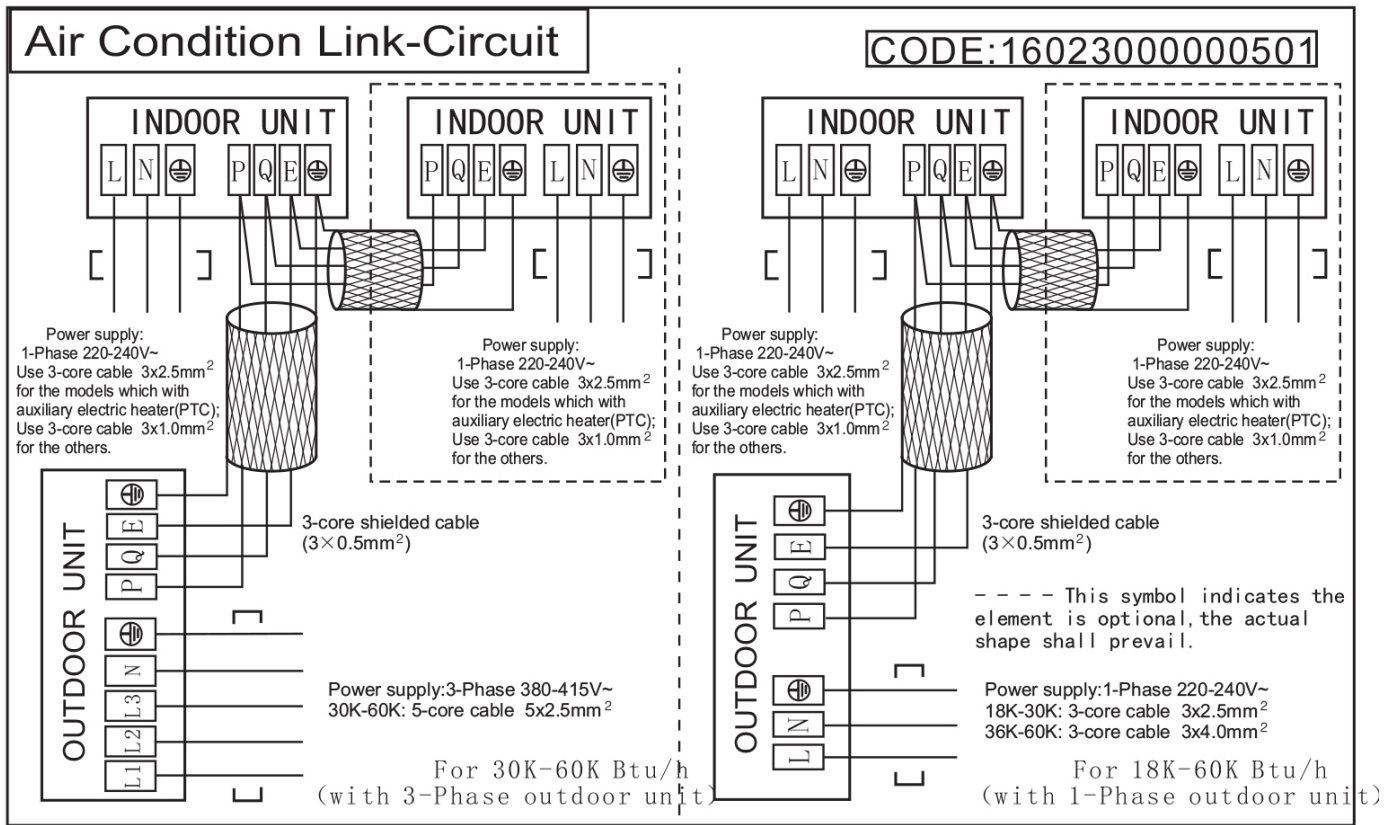 Air Condition Link-Circuit
CODE:16023000000501
INDOOR UNIT
L N P Q E
INDOOR UNIT
P Q E L N
Power supply:
1-Phase 220-240V~
Use 3-core cable 3x2.5mm²
for the models which with
auxiliary electric heater(PTC);
Use 3-core cable 3x1.0mm²
for the others.
Power supply:
1-Phase 220-240V~
Use 3-core cable 3x2.5mm²
for the models which with
auxiliary electric heater(PTC);
Use 3-core cable 3x1.0mm²
for the others.
OUTDOOR UNIT
E
Q
P
N
L3
L2
L1
3-core shielded cable
(3×0.5mm²)
Power supply:3-Phase 380-415V~
30K-60K: 5-core cable 5x2.5mm²
For 30K-60K Btu/h
(with 3-Phase outdoor unit)
INDOOR UNIT
L N P Q E
INDOOR UNIT
P Q E L N
Power supply:
1-Phase 220-240V~
Use 3-core cable 3x2.5mm²
for the models which with
auxiliary electric heater(PTC);
Use 3-core cable 3x1.0mm²
for the others.
Power supply:
1-Phase 220-240V~
Use 3-core cable 3x2.5mm²
for the models which with
auxiliary electric heater(PTC);
Use 3-core cable 3x1.0mm²
for the others.
OUTDOOR UNIT
E
Q
P
N
L
3-core shielded cable
(3×0.5mm²)
- - - - This symbol indicates the
element is optional,the actual
shape shall prevail.
Power supply:1-Phase 220-240V~
18K-30K: 3-core cable 3x2.5mm²
36K-60K: 3-core cable 3x4.0mm²
For 18K-60K Btu/h
(with 1-Phase outdoor unit)